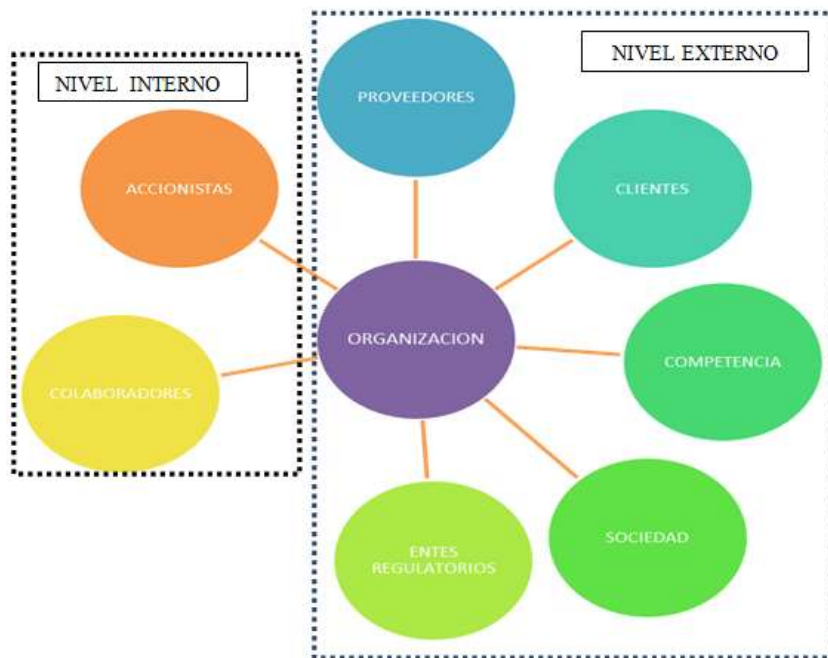 NIVEL INTERNO
NIVEL EXTERNO
PROVEEDORES
ACCIONISTAS
CLIENTES
ORGANIZACION
COMPETENCIA
COLABORADORES
SOCIEDAD
ENTES
REGULATORIOS